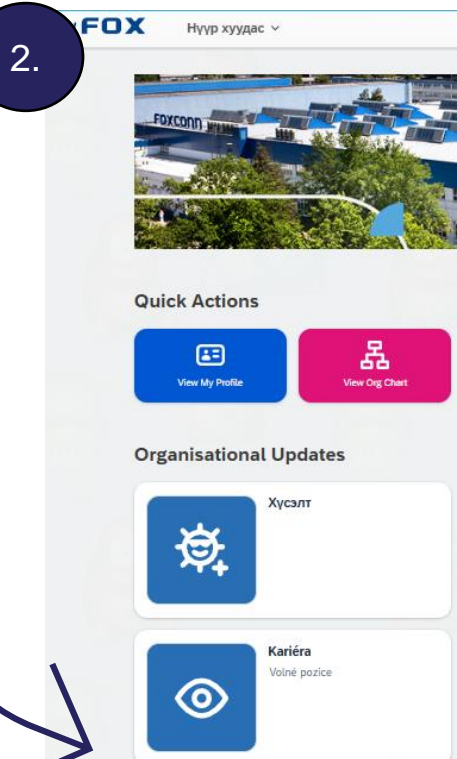 2.
FOX
Нүүр хуудас
FOXCONN
Quick Actions
View My Profile
View Org Chart
Organisational Updates
Хүсэлт
Kariéra
Volné pozice